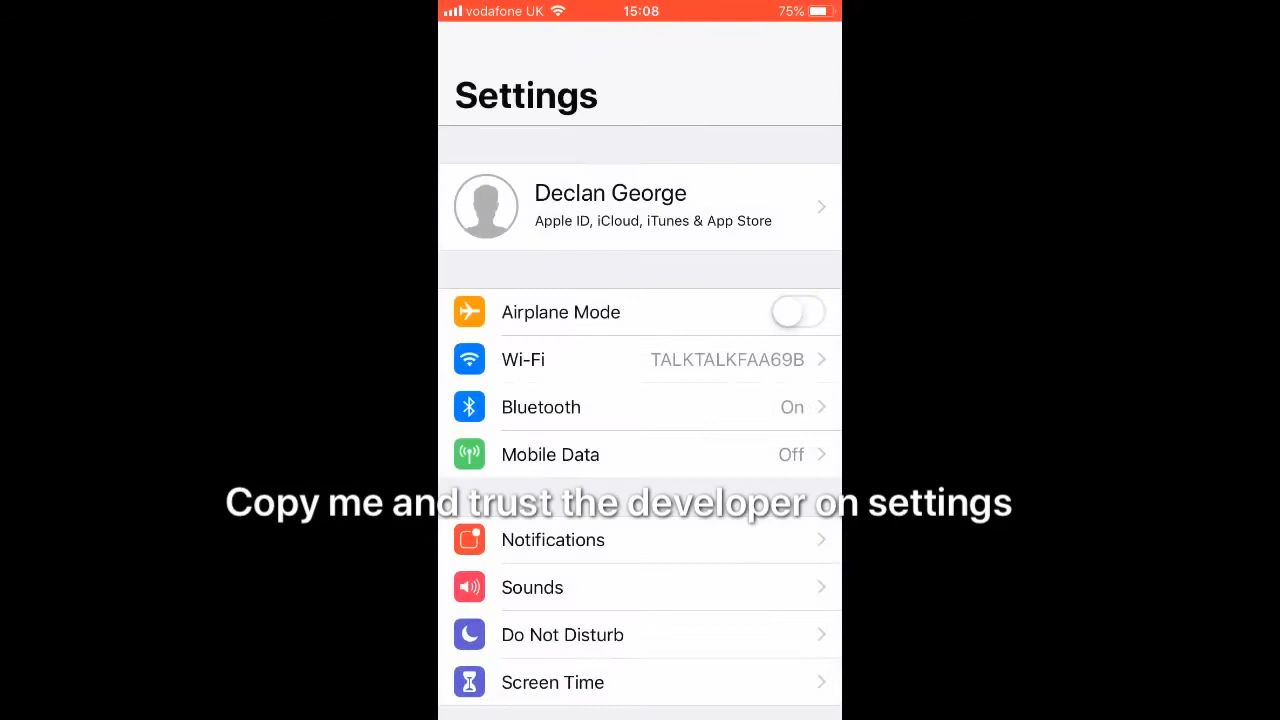 vodafone UK 15:08 75%
Settings
Declan George
Apple ID, iCloud, iTunes & App Store
Airplane Mode
Wi-Fi TALKTALKFAA69B
Bluetooth On
Mobile Data Off
Copy me and trust the developer on settings
Notifications
Sounds
Do Not Disturb
Screen Time